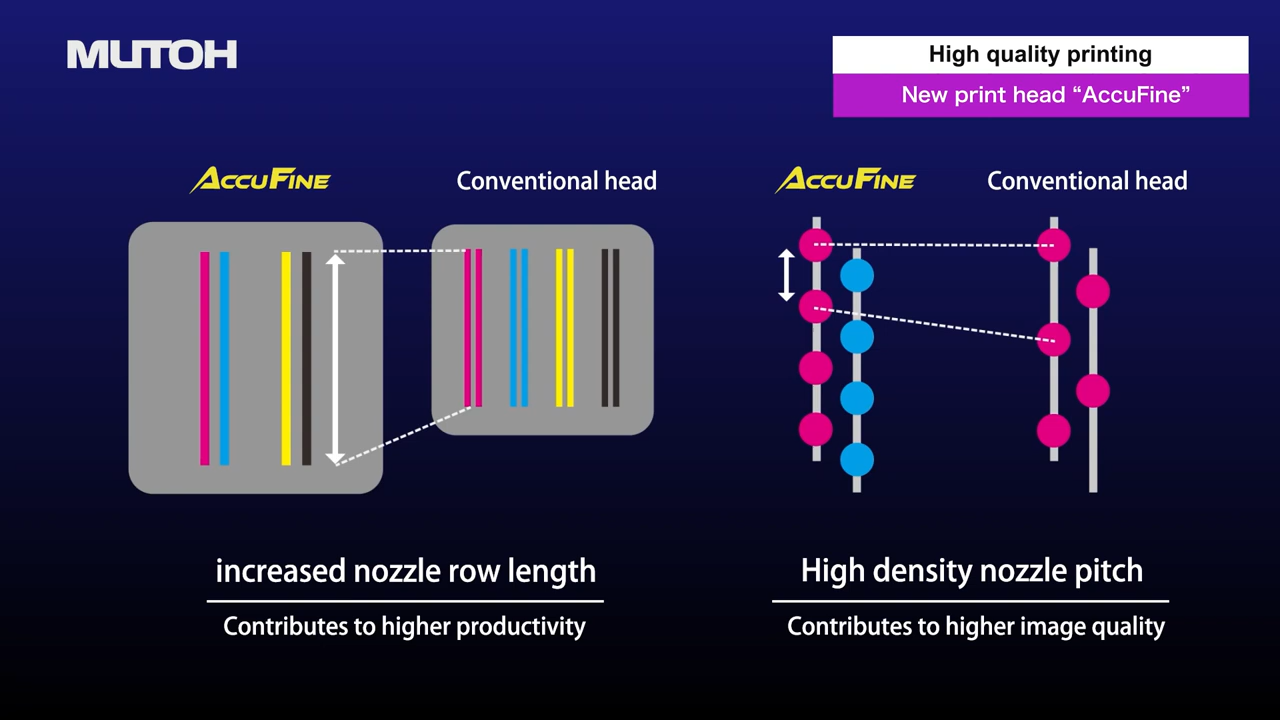 MUTOH
High quality printing
New print head “AccuFine”
ACCUFINE
Conventional head
ACCUFINE
Conventional head
increased nozzle row length
Contributes to higher productivity
High density nozzle pitch
Contributes to higher image quality